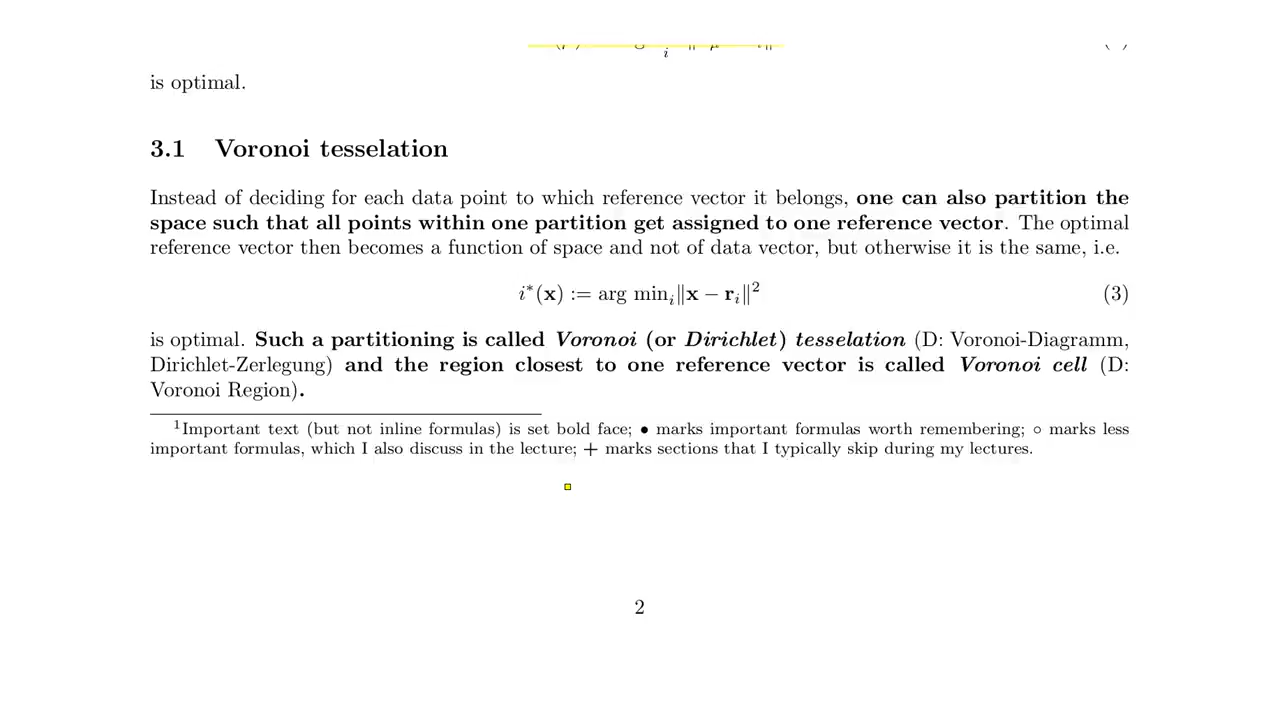 i
is optimal.
3.1 Voronoi tesselation
Instead of deciding for each data point to which reference vector it belongs, one can also partition the
space such that all points within one partition get assigned to one reference vector. The optimal
reference vector then becomes a function of space and not of data vector, but otherwise it is the same, i.e.
i*(x) := arg minᵢ‖x − rᵢ‖² (3)
is optimal. Such a partitioning is called Voronoi (or Dirichlet) tesselation (D: Voronoi-Diagramm,
Dirichlet-Zerlegung) and the region closest to one reference vector is called Voronoi cell (D:
Voronoi Region).
¹Important text (but not inline formulas) is set bold face; • marks important formulas worth remembering; ◦ marks less
important formulas, which I also discuss in the lecture; + marks sections that I typically skip during my lectures.
2